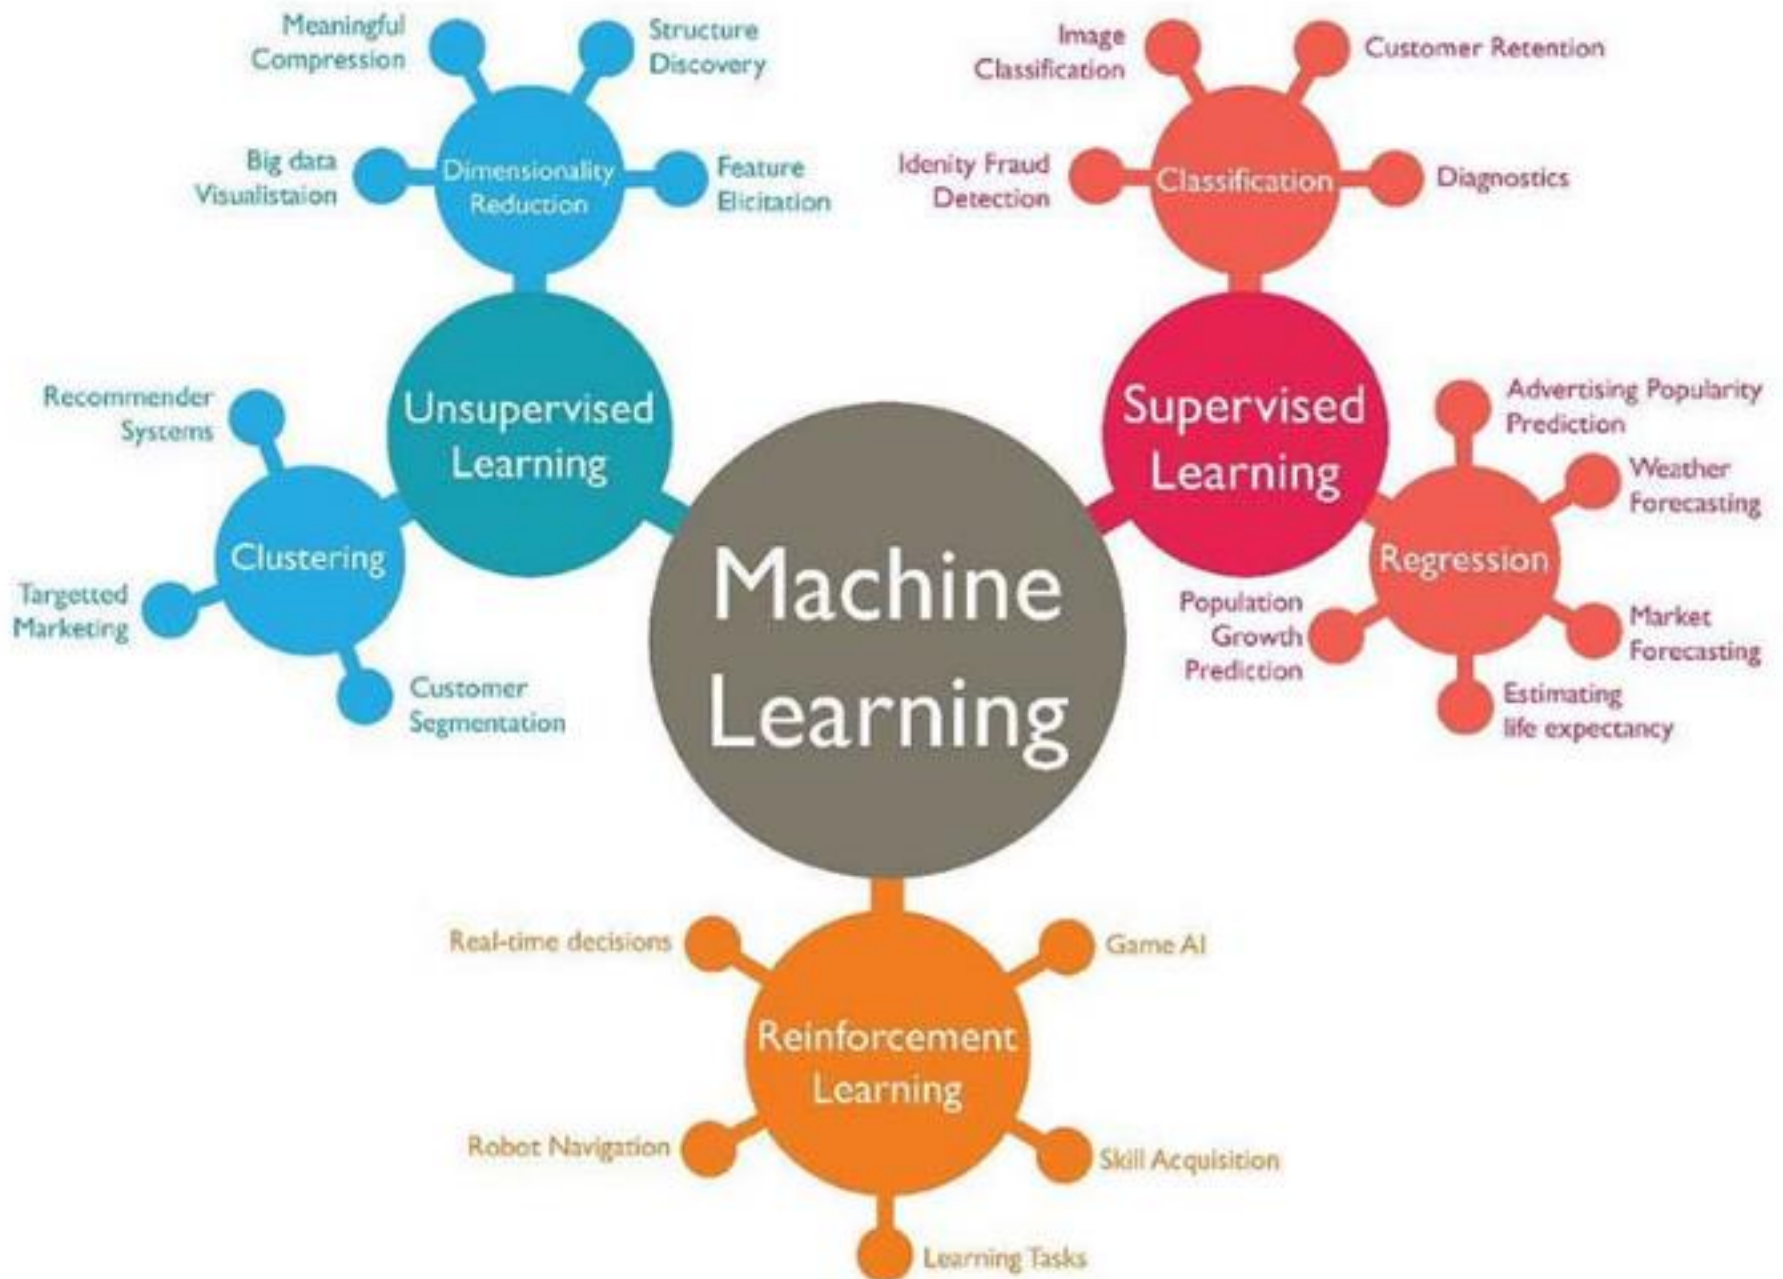 Meaningful
Compression
Structure
Discovery
Big data
Visualistaion
Dimensionality
Reduction
Feature
Elicitation
Image
Classification
Customer Retention
Idenity Fraud
Detection
Classification
Diagnostics
Unsupervised
Learning
Recommender
Systems
Clustering
Targetted
Marketing
Customer
Segmentation
Machine
Learning
Supervised
Learning
Advertising Popularity
Prediction
Weather
Forecasting
Regression
Population
Growth
Prediction
Market
Forecasting
Estimating
life expectancy
Real-time decisions
Game AI
Reinforcement
Learning
Robot Navigation
Skill Acquisition
Learning Tasks